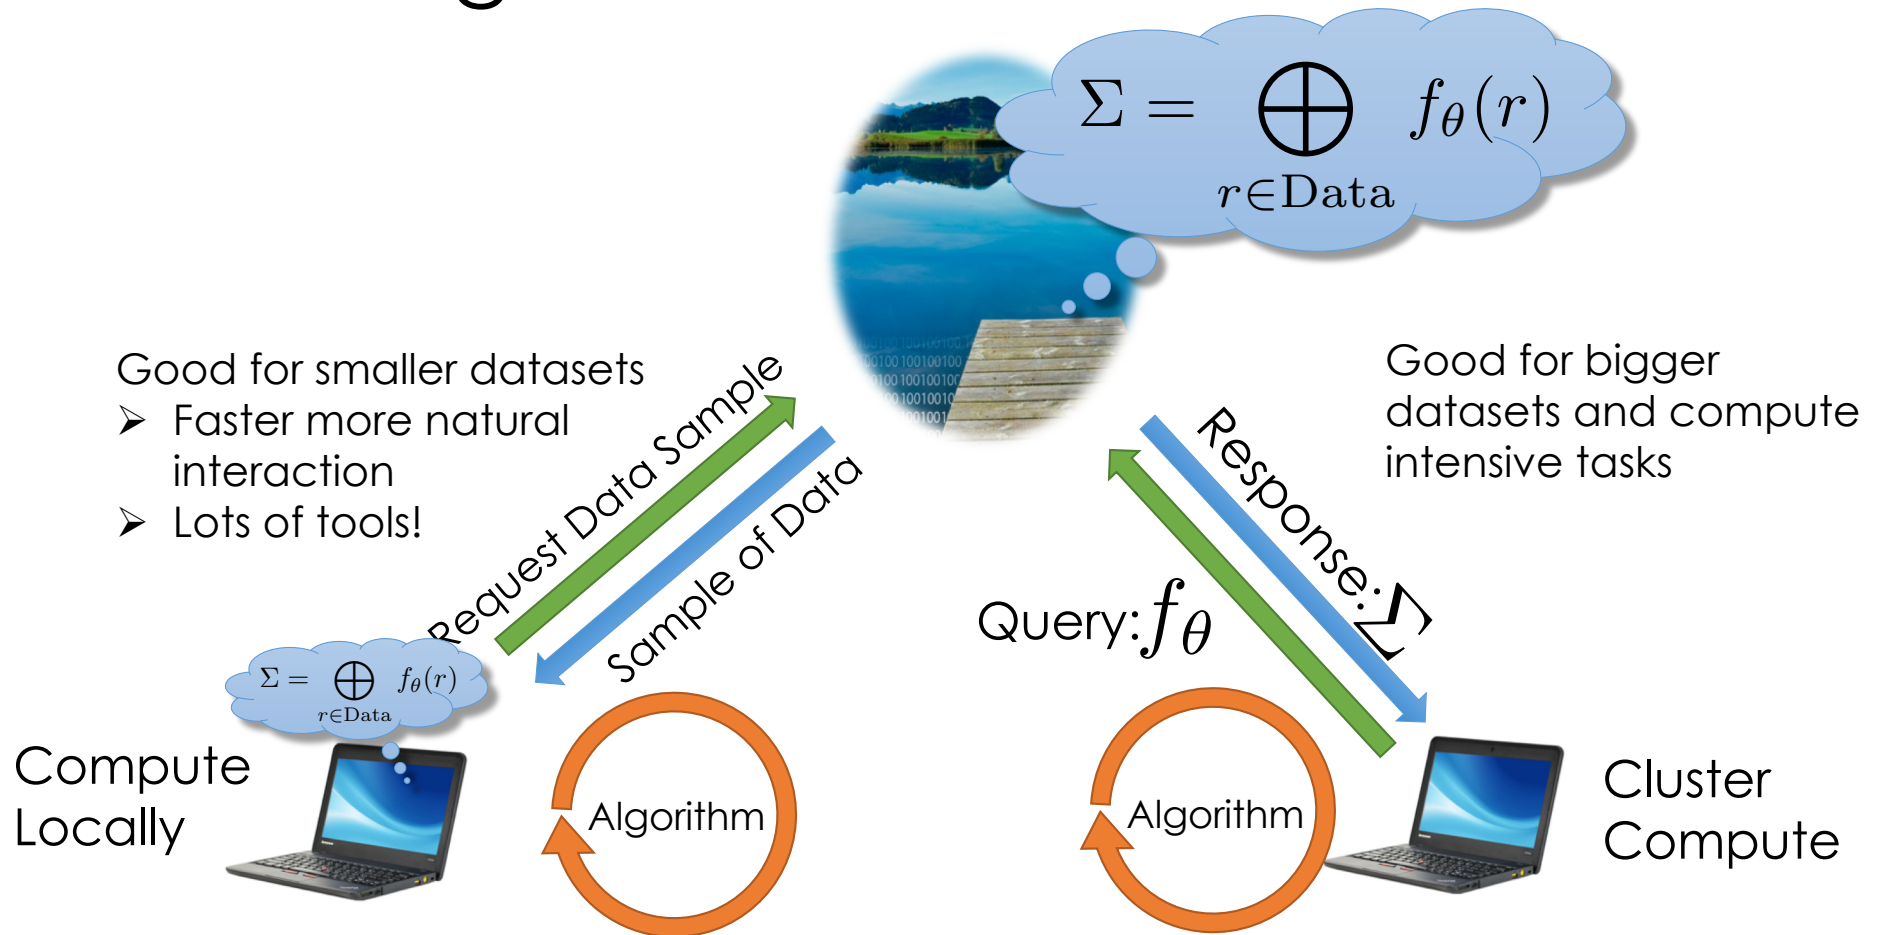 g
Σ = ⨁ f_θ(r)
r∈Data
Good for smaller datasets
➢ Faster more natural
interaction
➢ Lots of tools!
Request Data Sample
Sample of Data
Good for bigger
datasets and compute
intensive tasks
Response: Σ
Query: f_θ
Σ = ⨁ f_θ(r)
r∈Data
Compute
Locally
Algorithm
Algorithm
Cluster
Compute